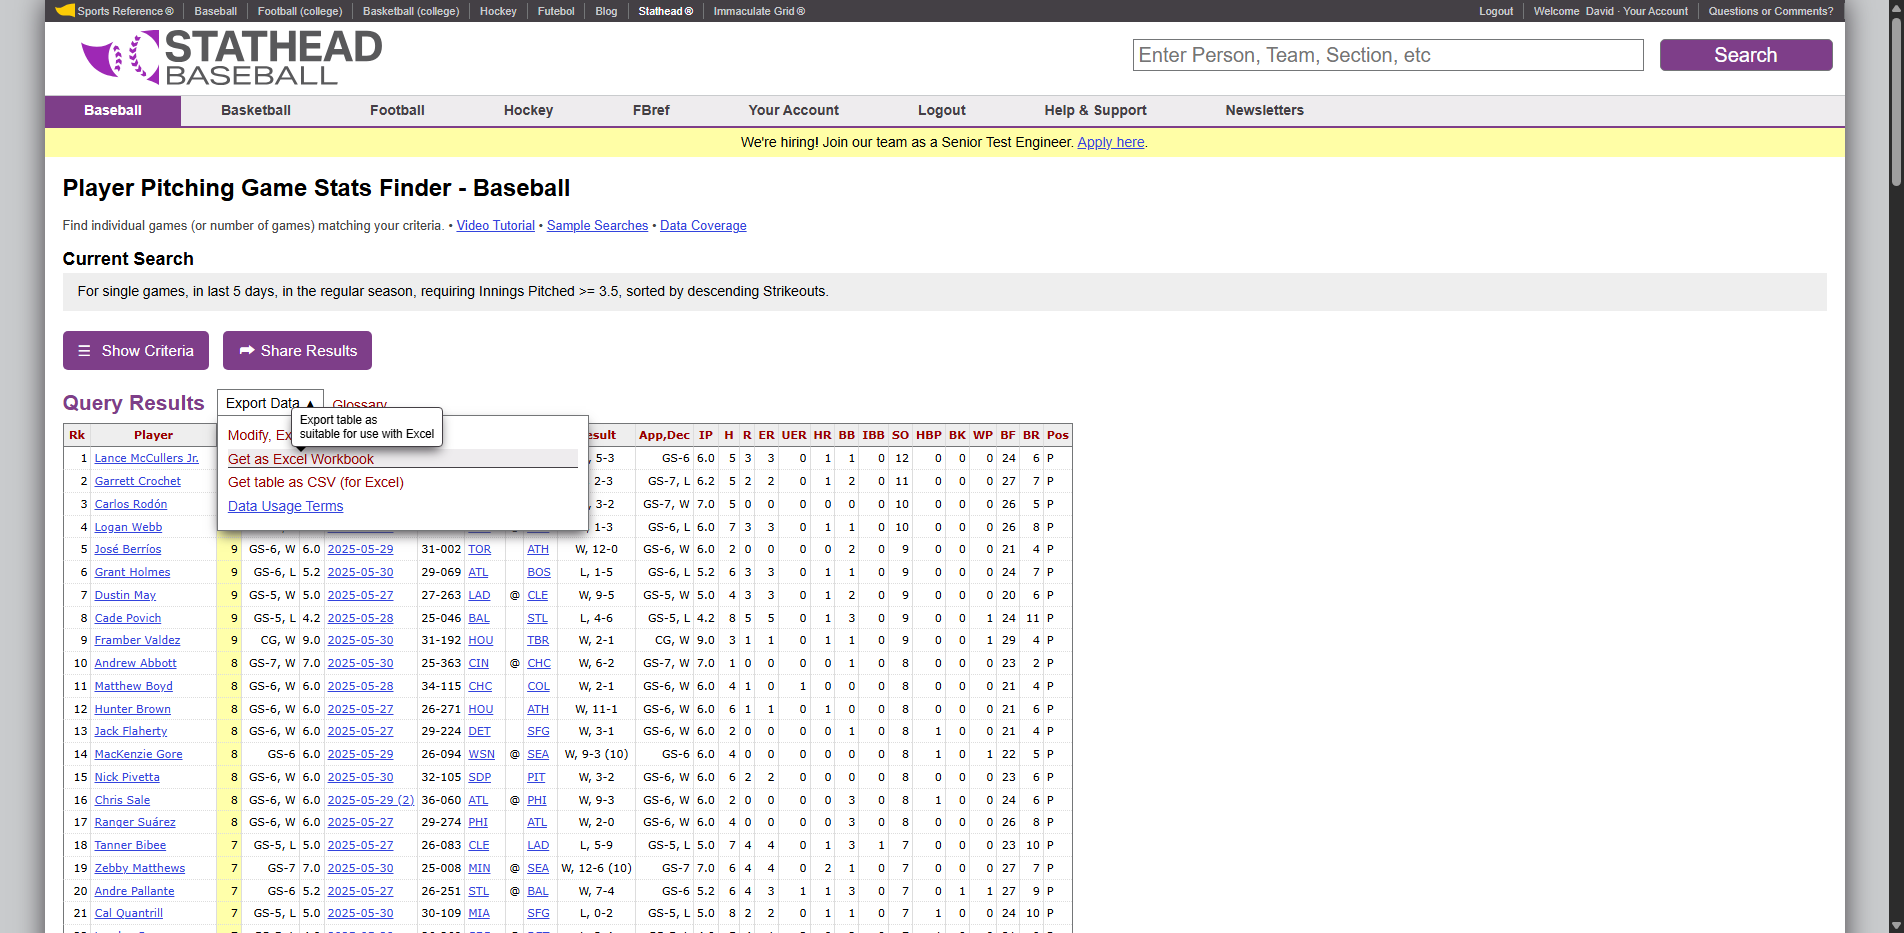 Sports Reference ® Baseball Football (college) Basketball (college) Hockey Futebol Blog Stathead ® Immaculate Grid ® Logout Welcome David · Your Account Questions or Comments?
STATHEAD
BASEBALL
Enter Person, Team, Section, etc Search
Baseball Basketball Football Hockey FBref Your Account Logout Help & Support Newsletters
We're hiring! Join our team as a Senior Test Engineer. Apply here.
Player Pitching Game Stats Finder - Baseball
Find individual games (or number of games) matching your criteria. • Video Tutorial • Sample Searches • Data Coverage
Current Search
For single games, in last 5 days, in the regular season, requiring Innings Pitched >= 3.5, sorted by descending Strikeouts.
☰ Show Criteria Share Results
Query Results Export Data ▲ Glossary
Export table as
suitable for use with Excel
Modify, Ex
Get as Excel Workbook
Get table as CSV (for Excel)
Data Usage Terms
Rk Player esult App,Dec IP H R ER UER HR BB IBB SO HBP BK WP BF BR Pos
1 Lance McCullers Jr. , 5-3 GS-6 6.0 5 3 3 0 1 1 0 12 0 0 0 24 6 P
2 Garrett Crochet 2-3 GS-7, L 6.2 5 2 2 0 1 2 0 11 0 0 0 27 7 P
3 Carlos Rodón , 3-2 GS-7, W 7.0 5 0 0 0 0 0 0 10 0 0 0 26 5 P
4 Logan Webb 1-3 GS-6, L 6.0 7 3 3 0 1 1 0 10 0 0 0 26 8 P
5 José Berríos 9 GS-6, W 6.0 2025-05-29 31-002 TOR ATH W, 12-0 GS-6, W 6.0 2 0 0 0 0 2 0 9 0 0 0 21 4 P
6 Grant Holmes 9 GS-6, L 5.2 2025-05-30 29-069 ATL BOS L, 1-5 GS-6, L 5.2 6 3 3 0 1 1 0 9 0 0 0 24 7 P
7 Dustin May 9 GS-5, W 5.0 2025-05-27 27-263 LAD @ CLE W, 9-5 GS-5, W 5.0 4 3 3 0 1 2 0 9 0 0 0 20 6 P
8 Cade Povich 9 GS-5, L 4.2 2025-05-28 25-046 BAL STL L, 4-6 GS-5, L 4.2 8 5 5 0 1 3 0 9 0 0 1 24 11 P
9 Framber Valdez 9 CG, W 9.0 2025-05-30 31-192 HOU TBR W, 2-1 CG, W 9.0 3 1 1 0 1 1 0 9 0 0 1 29 4 P
10 Andrew Abbott 8 GS-7, W 7.0 2025-05-30 25-363 CIN @ CHC W, 6-2 GS-7, W 7.0 1 0 0 0 0 1 0 8 0 0 0 23 2 P
11 Matthew Boyd 8 GS-6, W 6.0 2025-05-28 34-115 CHC COL W, 2-1 GS-6, W 6.0 4 1 0 1 0 0 0 8 0 0 0 21 4 P
12 Hunter Brown 8 GS-6, W 6.0 2025-05-27 26-271 HOU ATH W, 11-1 GS-6, W 6.0 6 1 1 0 1 0 0 8 0 0 0 21 6 P
13 Jack Flaherty 8 GS-6, W 6.0 2025-05-27 29-224 DET SFG W, 3-1 GS-6, W 6.0 2 0 0 0 0 1 0 8 1 0 0 21 4 P
14 MacKenzie Gore 8 GS-6 6.0 2025-05-29 26-094 WSN @ SEA W, 9-3 (10) GS-6 6.0 4 0 0 0 0 0 0 8 1 0 1 22 5 P
15 Nick Pivetta 8 GS-6, W 6.0 2025-05-30 32-105 SDP PIT W, 3-2 GS-6, W 6.0 6 2 2 0 0 0 0 8 0 0 0 23 6 P
16 Chris Sale 8 GS-6, W 6.0 2025-05-29 (2) 36-060 ATL @ PHI W, 9-3 GS-6, W 6.0 2 0 0 0 0 3 0 8 1 0 0 24 6 P
17 Ranger Suárez 8 GS-6, W 6.0 2025-05-27 29-274 PHI ATL W, 2-0 GS-6, W 6.0 4 0 0 0 0 3 0 8 0 0 0 26 8 P
18 Tanner Bibee 7 GS-5, L 5.0 2025-05-27 26-083 CLE LAD L, 5-9 GS-5, L 5.0 7 4 4 0 1 3 1 7 0 0 0 23 10 P
19 Zebby Matthews 7 GS-7 7.0 2025-05-30 25-008 MIN @ SEA W, 12-6 (10) GS-7 7.0 6 4 4 0 2 1 0 7 0 0 0 27 7 P
20 Andre Pallante 7 GS-6 5.2 2025-05-27 26-251 STL @ BAL W, 7-4 GS-6 5.2 6 4 3 1 1 3 0 7 0 1 1 27 9 P
21 Cal Quantrill 7 GS-5, L 5.0 2025-05-30 30-109 MIA SFG L, 0-2 GS-5, L 5.0 8 2 2 0 1 1 0 7 1 0 0 24 10 P